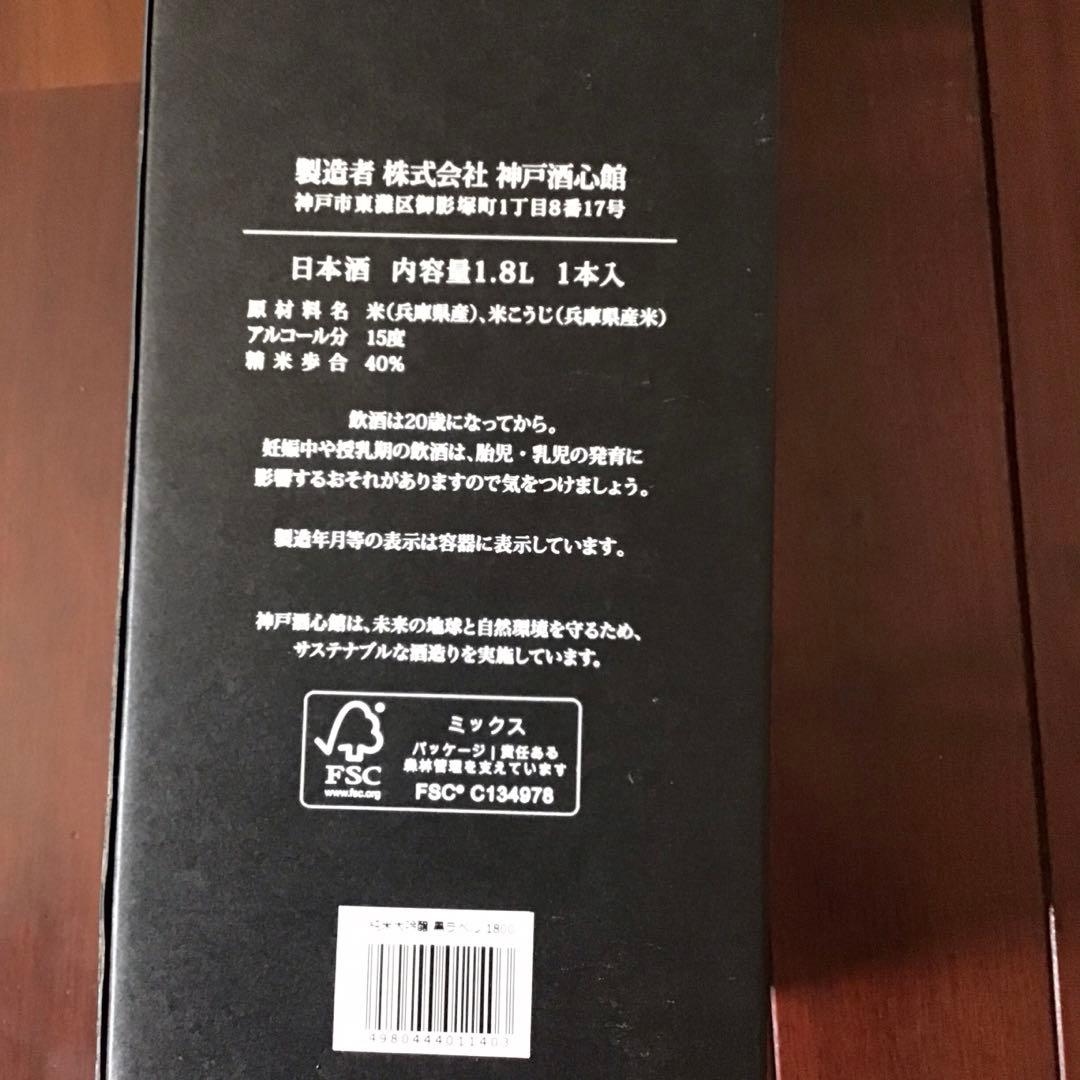 製造者 株式会社 神戸酒心館
神戸市東灘区御影塚町1丁目8番17号
日本酒 内容量1.8L 1本入
原材料名 米(兵庫県産)、米こうじ(兵庫県産米)
アルコール分 15度
精米歩合 40%
飲酒は20歳になってから。
妊娠中や授乳期の飲酒は、胎児・乳児の発育に
影響するおそれがありますので気をつけましょう。
製造年月等の表示は容器に表示しています。
神戸酒心館は、未来の地球と自然環境を守るため、
サステナブルな酒造りを実施しています。
FSC
www.fsc.org
ミックス
パッケージ | 責任ある
森林管理を支えています
FSC® C134978
純米大吟醸 黒ラベル 1800
4980444011403